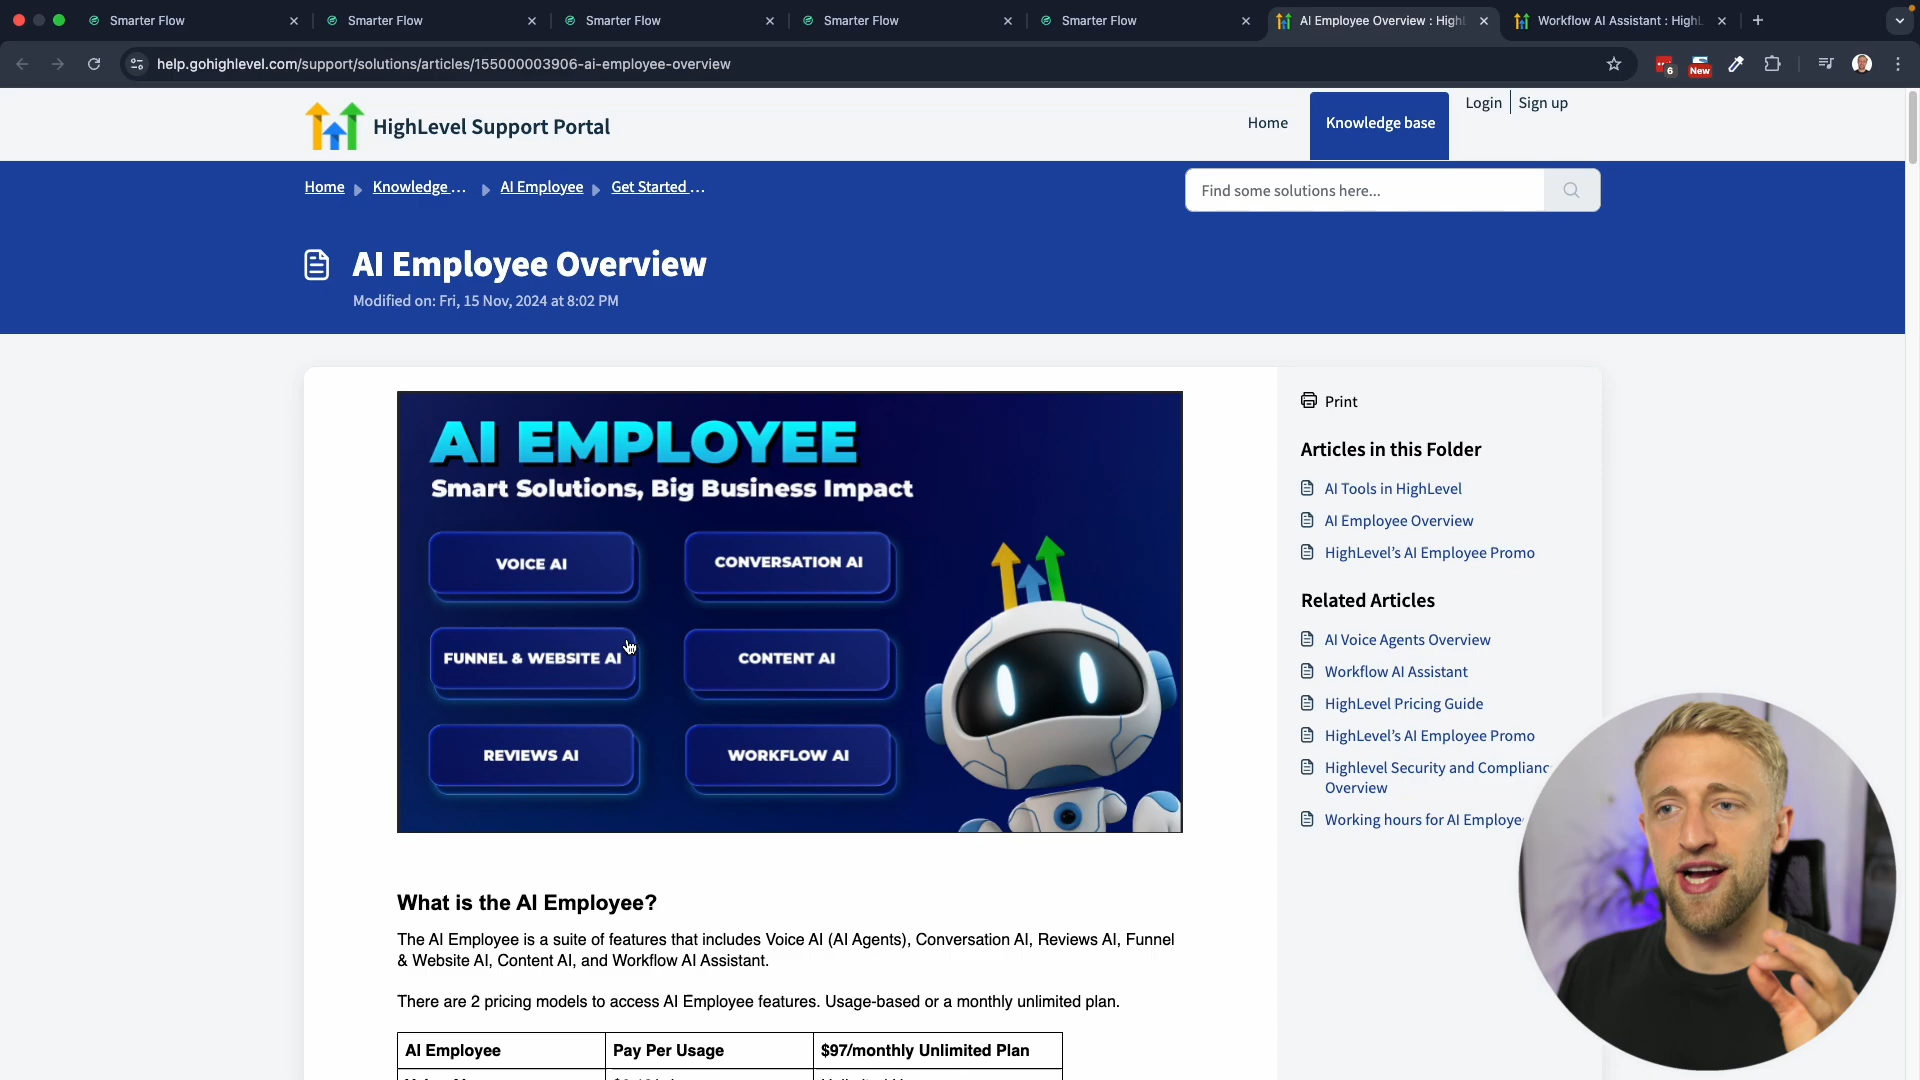 Smarter Flow
Smarter Flow
Smarter Flow
Smarter Flow
Smarter Flow
AI Employee Overview : HighL
Workflow AI Assistant : HighL
help.gohighlevel.com/support/solutions/articles/155000003906-ai-employee-overview
6
New
HighLevel Support Portal
Home
Knowledge base
Login
Sign up
Home
Knowledge ...
AI Employee
Get Started ...
Find some solutions here...
AI Employee Overview
Modified on: Fri, 15 Nov, 2024 at 8:02 PM
AI EMPLOYEE
Smart Solutions, Big Business Impact
VOICE AI
CONVERSATION AI
FUNNEL & WEBSITE AI
CONTENT AI
REVIEWS AI
WORKFLOW AI
Print
Articles in this Folder
AI Tools in HighLevel
AI Employee Overview
HighLevel's AI Employee Promo
Related Articles
AI Voice Agents Overview
Workflow AI Assistant
HighLevel Pricing Guide
HighLevel's AI Employee Promo
Highlevel Security and Complianc
Overview
Working hours for AI Employe
What is the AI Employee?
The AI Employee is a suite of features that includes Voice AI (AI Agents), Conversation AI, Reviews AI, Funnel
& Website AI, Content AI, and Workflow AI Assistant.
There are 2 pricing models to access AI Employee features. Usage-based or a monthly unlimited plan.
AI Employee
Pay Per Usage
$97/monthly Unlimited Plan